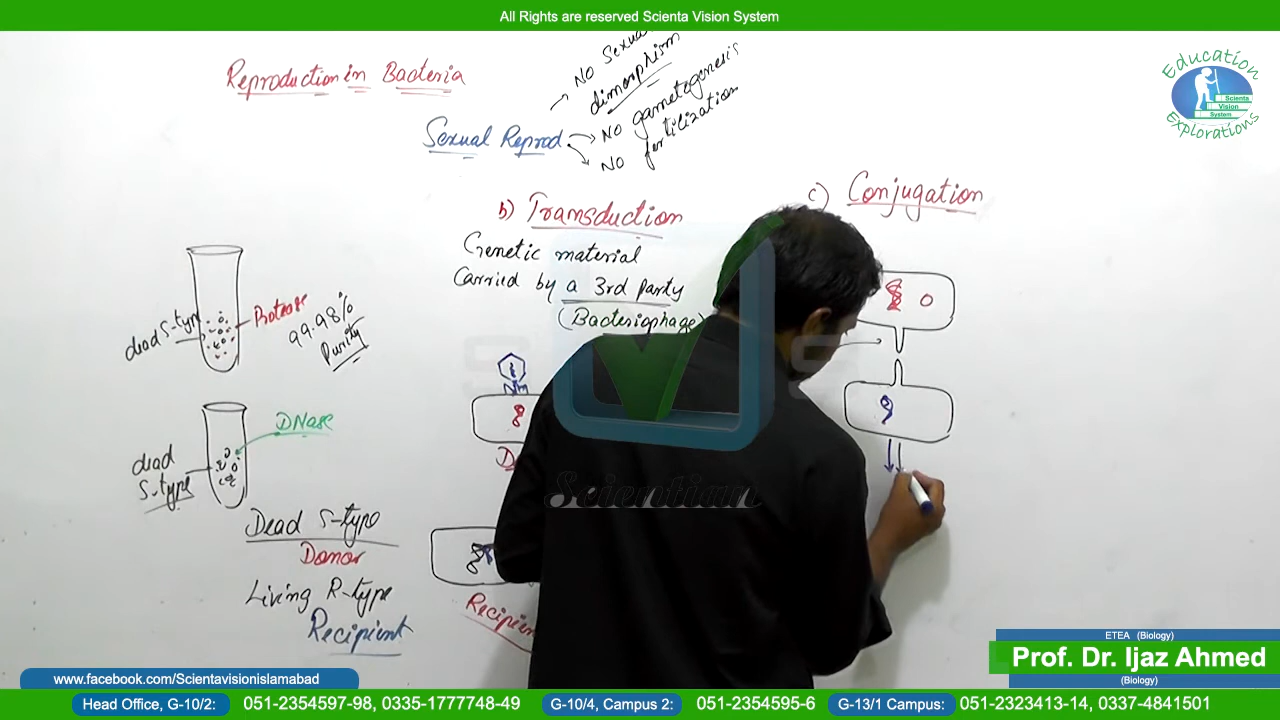 All Rights are reserved Scienta Vision System
Education
Scienta
Vision
System
Explorations
Reproduction in Bacteria
Sexual Reprod
No Sexual
dimorphism
No gametogenesis
No fertilization
b) Transduction
Genetic material
Carried by a 3rd party
(Bacteriophage)
c) Conjugation
dead S-type
Protease
99.98%
Purity
dead
S-type
DNase
Dead S-type
Donor
Living R-type
Recipient
D
Recipien
Scientian
ETEA (Biology)
Prof. Dr. Ijaz Ahmed
(Biology)
www.facebook.com/Scientavisionislamabad
Head Office, G-10/2: 051-2354597-98, 0335-1777748-49 G-10/4, Campus 2: 051-2354595-6 G-13/1 Campus: 051-2323413-14, 0337-4841501